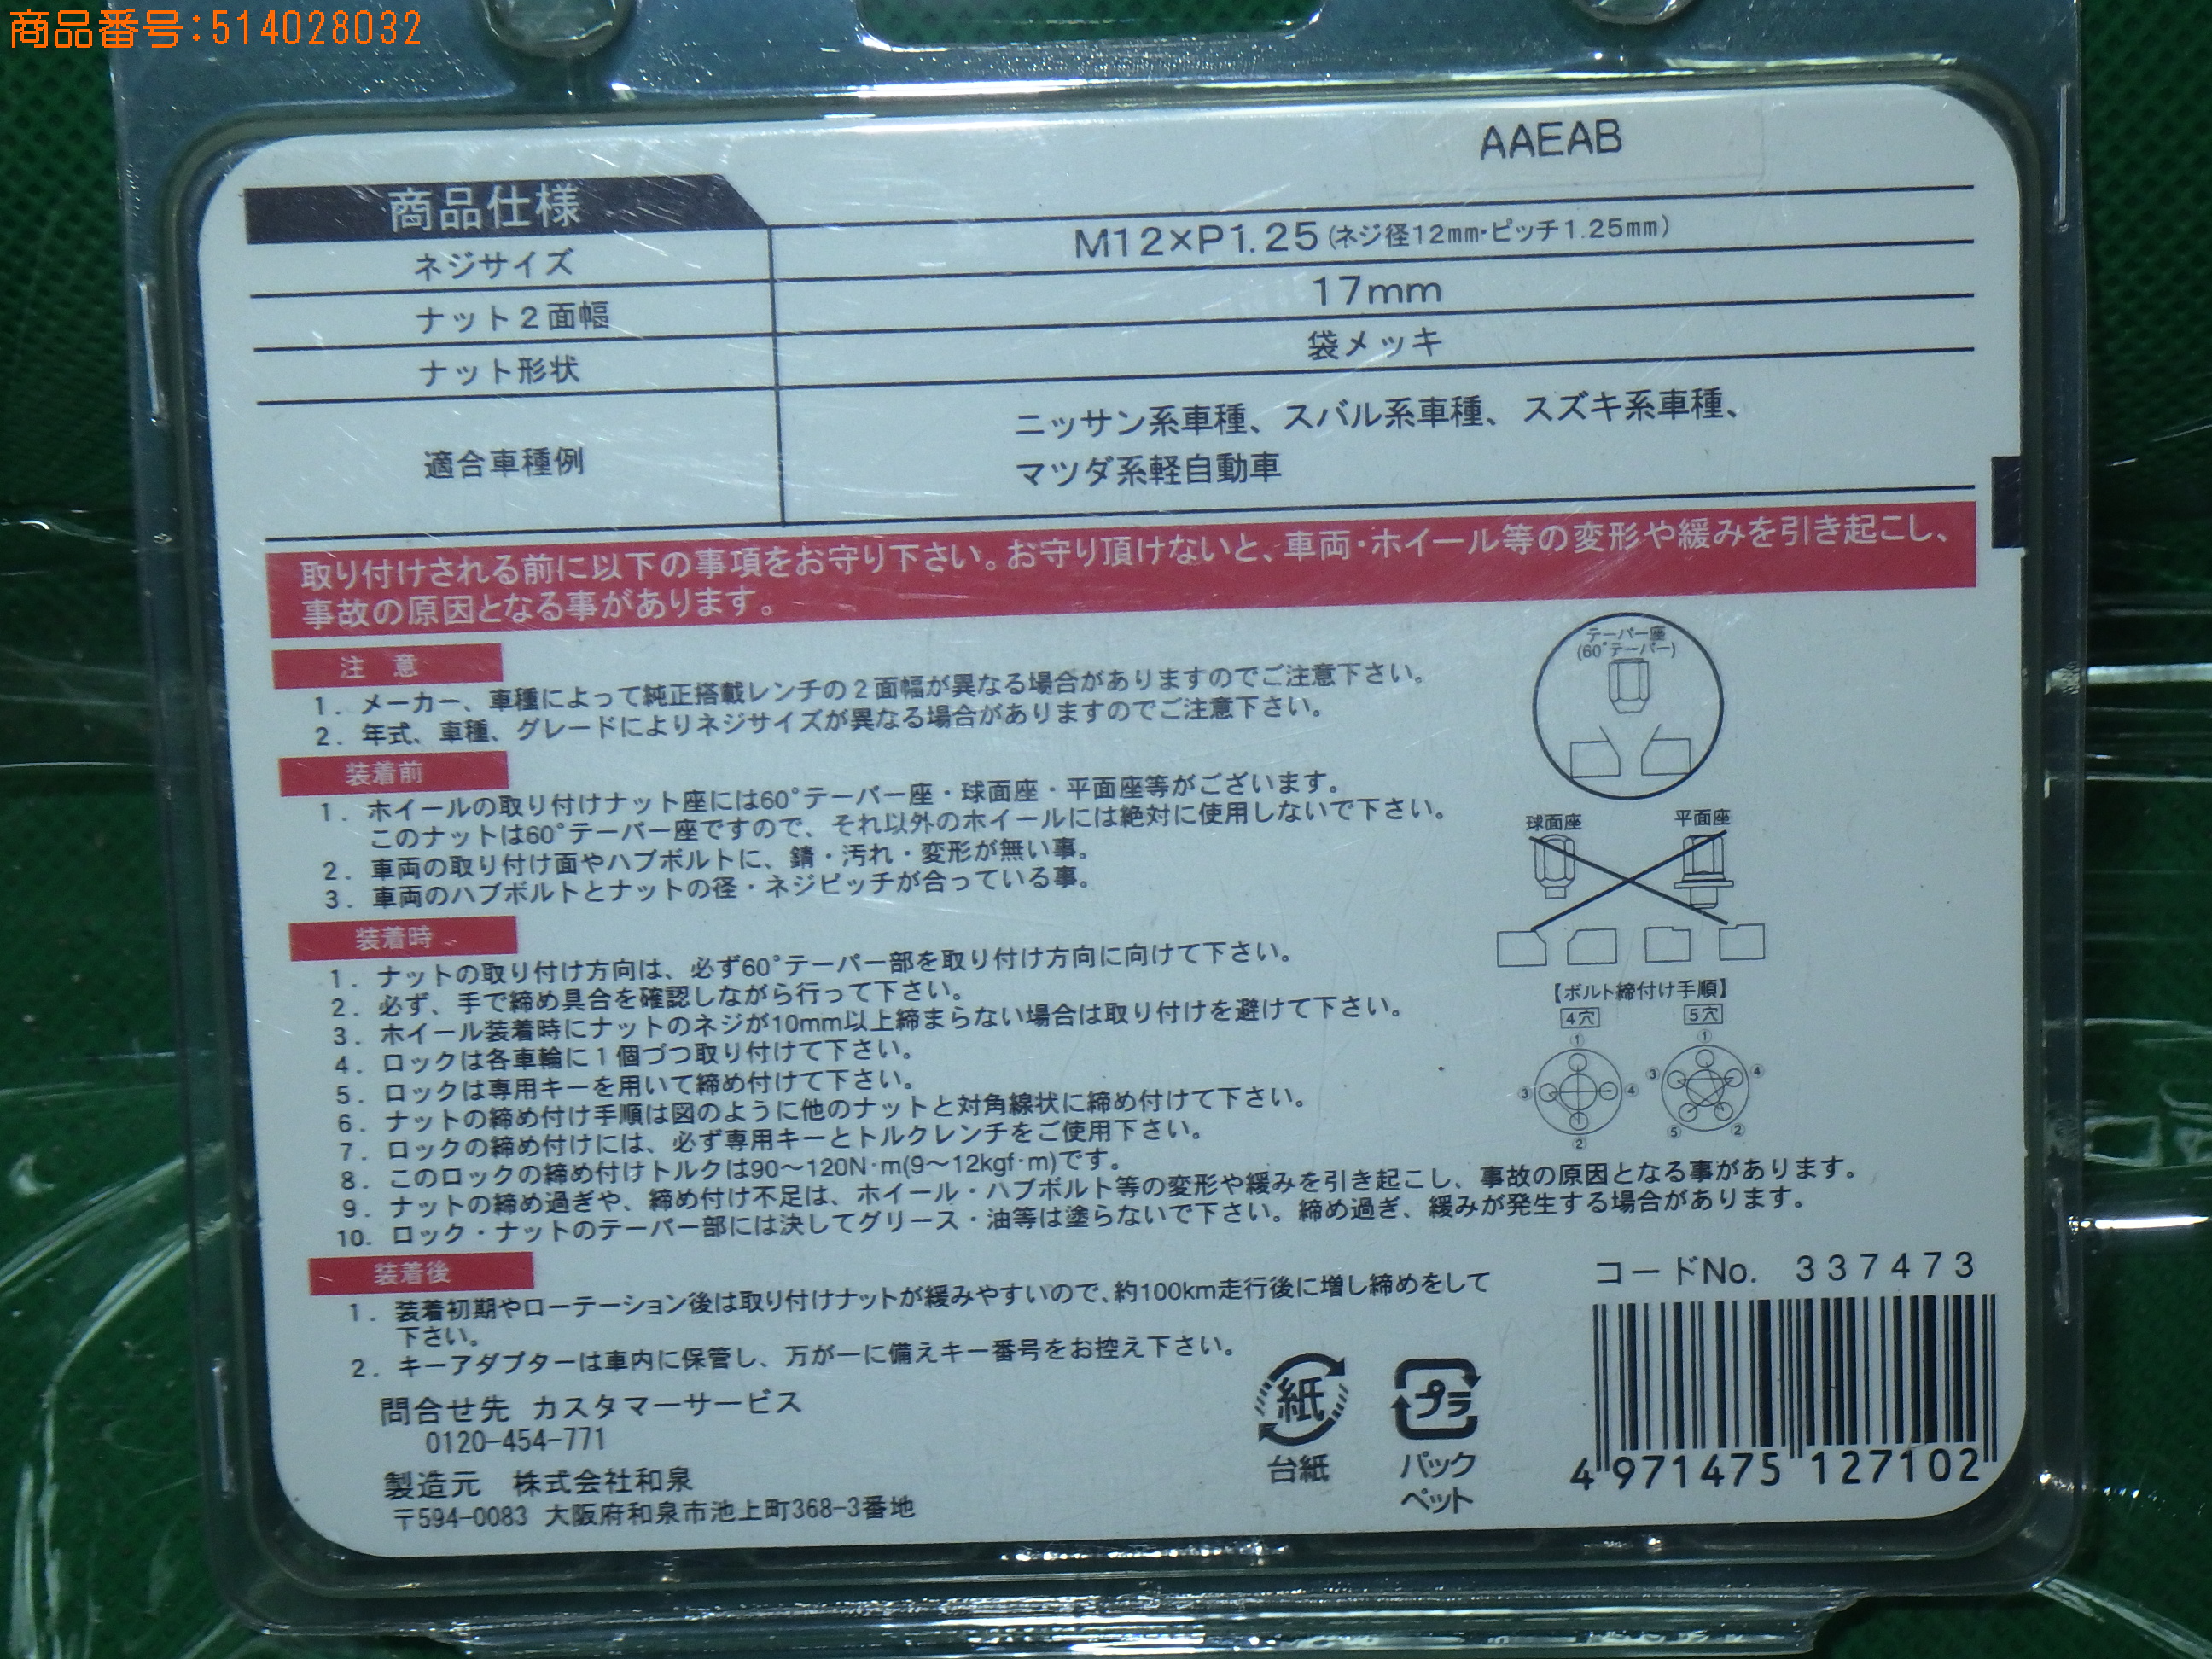 商品番号:514028032
AAEAB
商品仕様
ネジサイズ M12×P1.25(ネジ径12mm・ピッチ1.25mm)
ナット2面幅 17mm
ナット形状 袋メッキ
適合車種例 ニッサン系車種、スバル系車種、スズキ系車種、
マツダ系軽自動車
取り付けされる前に以下の事項をお守り下さい。お守り頂けないと、車両・ホイール等の変形や緩みを引き起こし、
事故の原因となる事があります。
注 意
1. メーカー、車種によって純正搭載レンチの2面幅が異なる場合がありますのでご注意下さい。
2. 年式、車種、グレードによりネジサイズが異なる場合がありますのでご注意下さい。
装着前
1. ホイールの取り付けナット座には60°テーパー座・球面座・平面座等がございます。
このナットは60°テーパー座ですので、それ以外のホイールには絶対に使用しないで下さい。
2. 車両の取り付け面やハブボルトに、錆・汚れ・変形が無い事。
3. 車両のハブボルトとナットの径・ネジピッチが合っている事。
テーパー座
(60°テーパー)
球面座 平面座
装着時
1. ナットの取り付け方向は、必ず60°テーパー部を取り付け方向に向けて下さい。
2. 必ず、手で締め具合を確認しながら行って下さい。
3. ホイール装着時にナットのネジが10mm以上締まらない場合は取り付けを避けて下さい。
4. ロックは各車輪に1個づつ取り付けて下さい。
5. ロックは専用キーを用いて締め付けて下さい。
6. ナットの締め付け手順は図のように他のナットと対角線状に締め付けて下さい。
7. ロックの締め付けには、必ず専用キーとトルクレンチをご使用下さい。
8. このロックの締め付けトルクは90～120N·m(9～12kgf·m)です。
9. ナットの締め過ぎや、締め付け不足は、ホイール・ハブボルト等の変形や緩みを引き起こし、事故の原因となる事があります。
10. ロック・ナットのテーパー部には決してグリース・油等は塗らないで下さい。締め過ぎ、緩みが発生する場合があります。
【ボルト締付け手順】
4穴 5穴
① ①
③ ④ ③ ④
② ⑤ ②
装着後
1. 装着初期やローテーション後は取り付けナットが緩みやすいので、約100km走行後に増し締めをして
下さい。
2. キーアダプターは車内に保管し、万が一に備えキー番号をお控え下さい。
問合せ先 カスタマーサービス
0120-454-771
製造元 株式会社和泉
〒594-0083 大阪府和泉市池上町368-3番地
紙
台紙
プラ
パック
ペット
コードNo. 337473
4 971475 127102